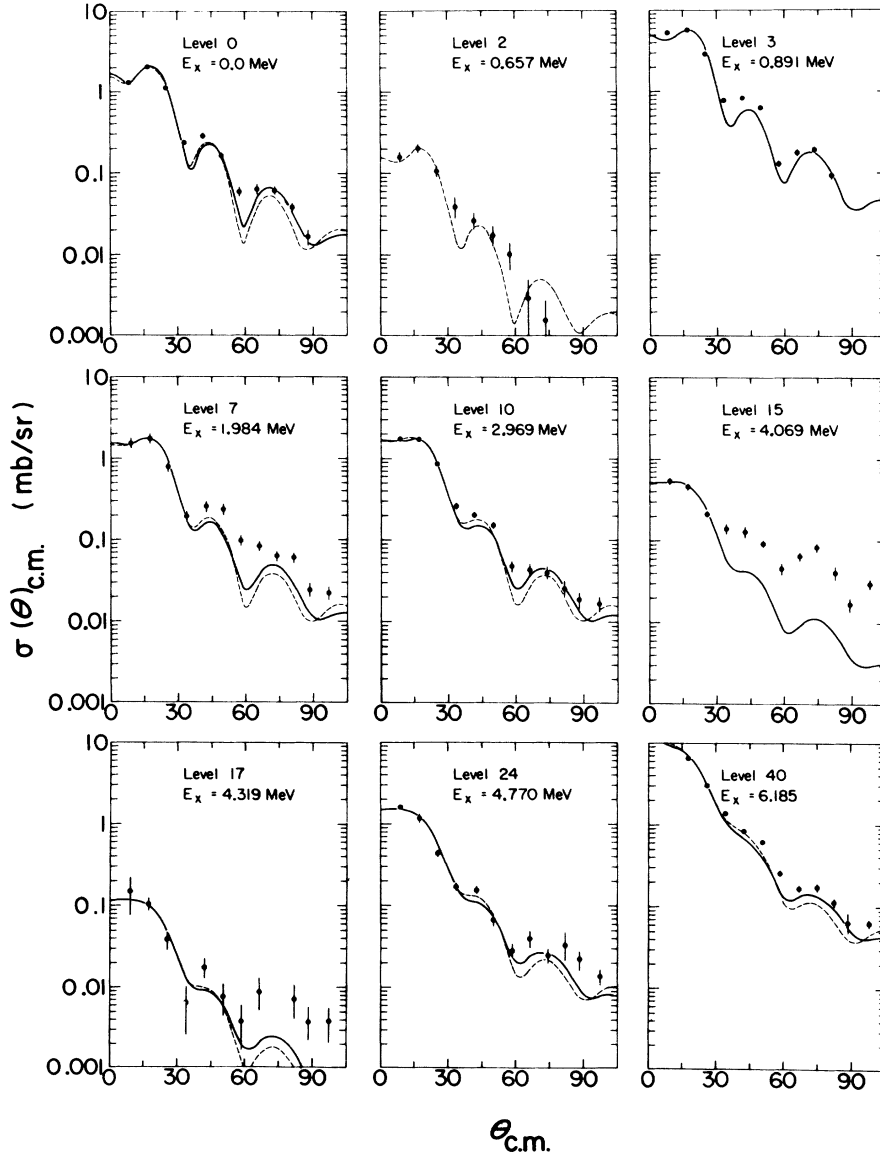 σ (θ)c.m. (mb/sr)
10
1
0.1
0.01
0.001
Level 0
Ex = 0.0 MeV
0 30 60 90
Level 2
Ex = 0.657 MeV
0 30 60 90
Level 3
Ex = 0.891 MeV
0 30 60 90
10
1
0.1
0.01
0.001
Level 7
Ex = 1.984 MeV
0 30 60 90
Level 10
Ex = 2.969 MeV
0 30 60 90
Level 15
Ex = 4.069 MeV
0 30 60 90
10
1
0.1
0.01
0.001
Level 17
Ex = 4.319 MeV
0 30 60 90
Level 24
Ex = 4.770 MeV
0 30 60 90
Level 40
Ex = 6.185
0 30 60 90
θc.m.